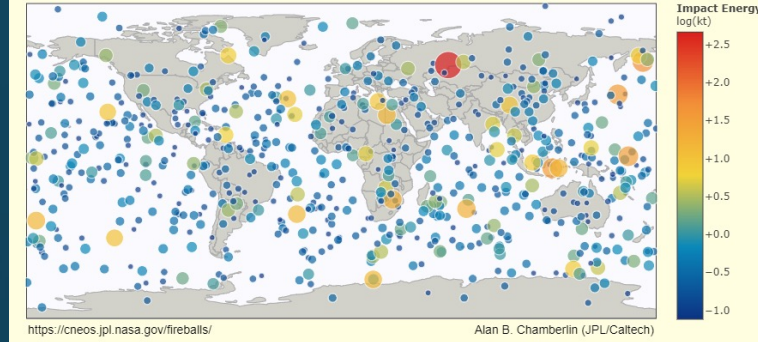 Impact Energy
log(kt)
+2.5
+2.0
+1.5
+1.0
+0.5
+0.0
−0.5
−1.0
https://cneos.jpl.nasa.gov/fireballs/
Alan B. Chamberlin (JPL/Caltech)